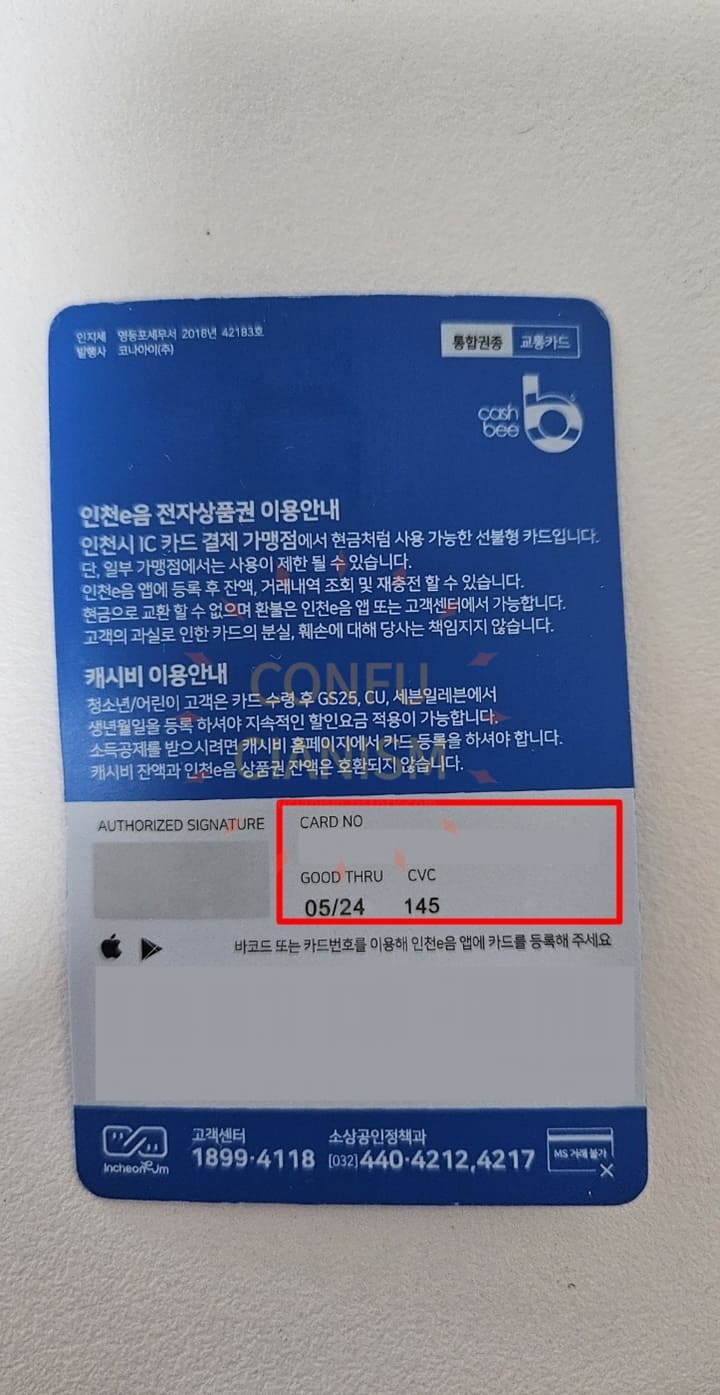 인지세 영등포세무서 2018년 42183호
발행사 코나아이(주)
통합권종 교통카드
cash
bee
인천e음 전자상품권 이용안내
인천시 IC 카드 결제 가맹점에서 현금처럼 사용 가능한 선불형 카드입니다.
단, 일부 가맹점에서는 사용이 제한 될 수 있습니다.
인천e음 앱에 등록 후 잔액, 거래내역 조회 및 재충전 할 수 있습니다.
현금으로 교환 할 수 없으며 환불은 인천e음 앱 또는 고객센터에서 가능합니다.
고객의 과실로 인한 카드의 분실, 훼손에 대해 당사는 책임지지 않습니다.
캐시비 이용안내
청소년/어린이 고객은 카드 수령 후 GS25, CU, 세븐일레븐에서
생년월일을 등록 하셔야 지속적인 할인요금 적용이 가능합니다.
소득공제를 받으시려면 캐시비 홈페이지에서 카드 등록을 하셔야 합니다.
캐시비 잔액과 인천e음 상품권 잔액은 호환되지 않습니다.
CONFU
CIANISM
AUTHORIZED SIGNATURE
CARD NO
GOOD THRU CVC
05/24 145
바코드 또는 카드번호를 이용해 인천e음 앱에 카드를 등록해 주세요
고객센터
1899·4118
소상공인정책과
[032]440·4212,4217
MS 거래 불가
Incheon e-Um